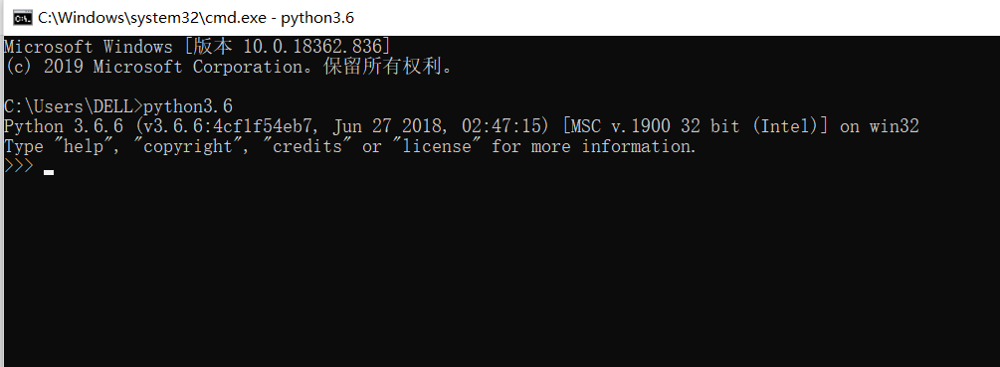 C:\Windows\system32\cmd.exe - python3.6
Microsoft Windows [版本 10.0.18362.836]
(c) 2019 Microsoft Corporation。保留所有权利。
C:\Users\DELL>python3.6
Python 3.6.6 (v3.6.6:4cf1f54eb7, Jun 27 2018, 02:47:15) [MSC v.1900 32 bit (Intel)] on win32
Type "help", "copyright", "credits" or "license" for more information.
>>>